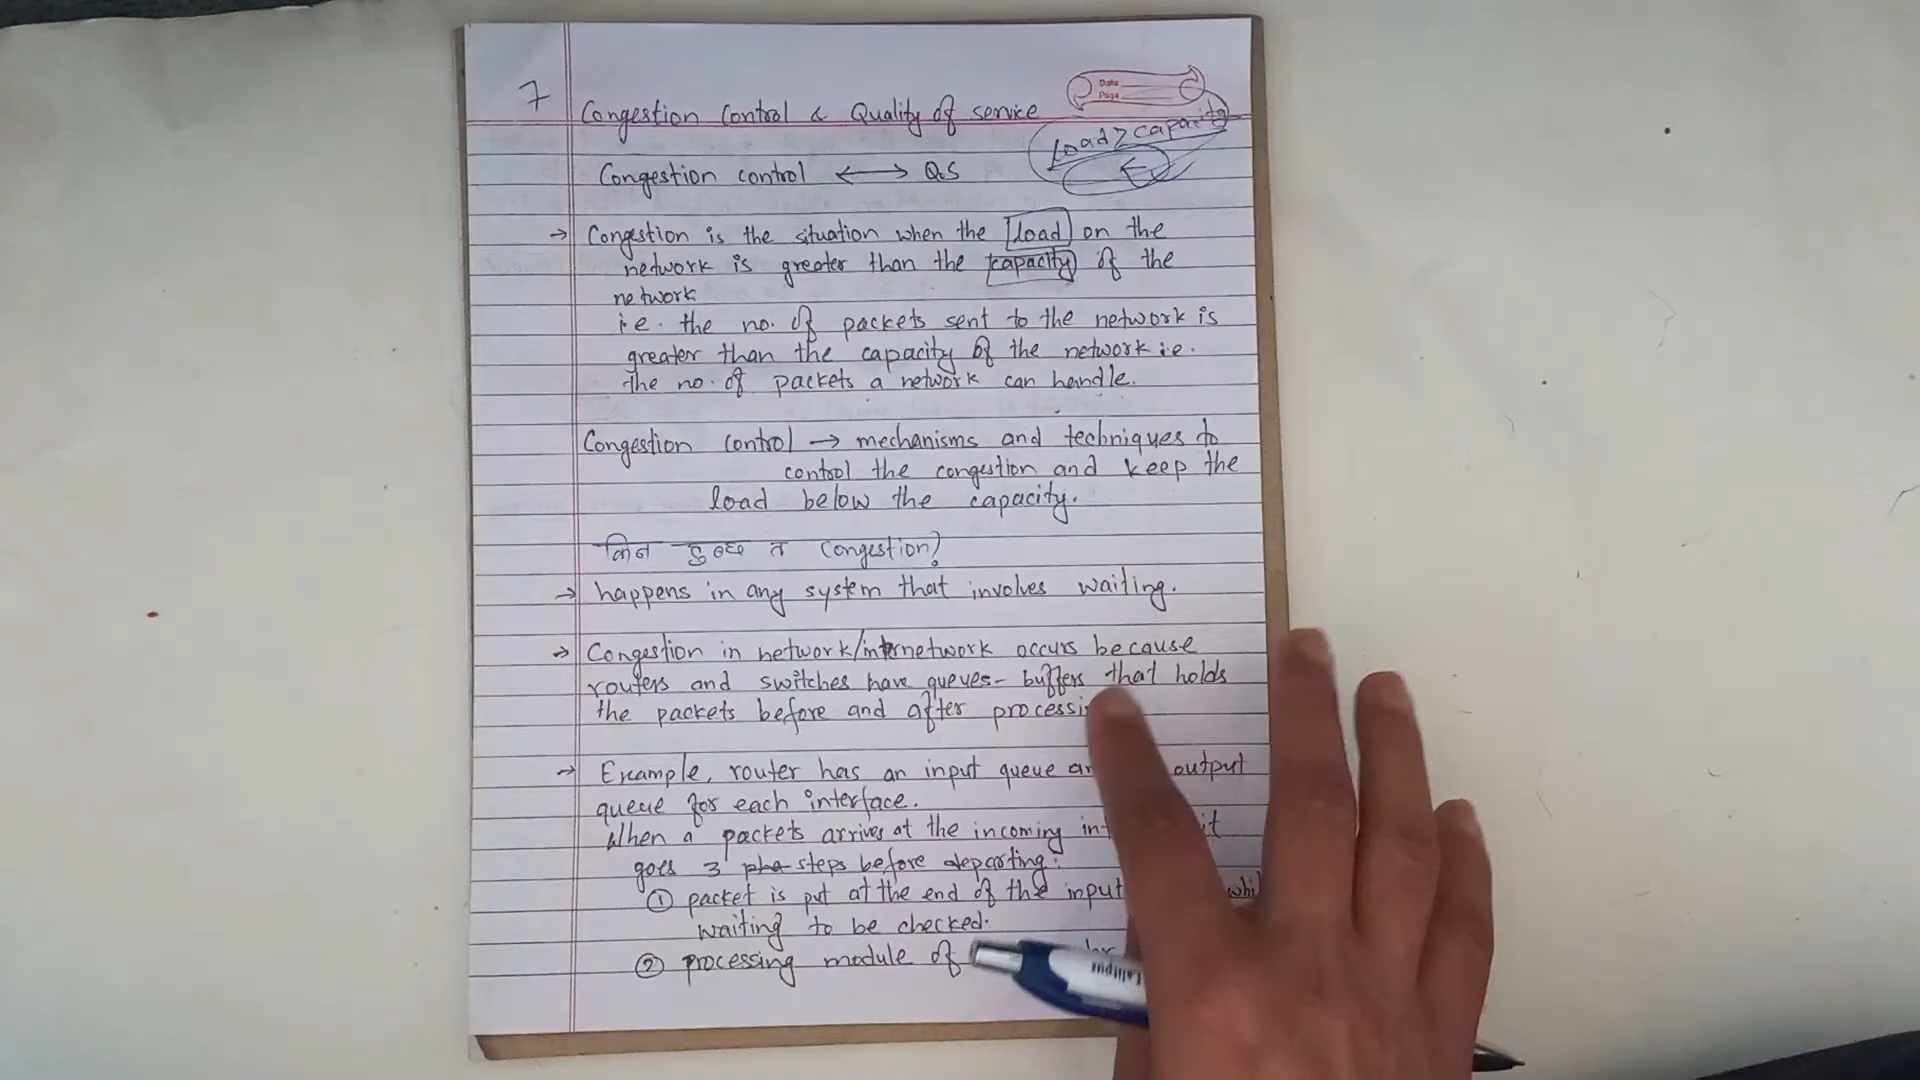 7
Date
Page
Congestion Control & Quality of service
Load > capacity
Congestion control ↔ QoS
→ Congestion is the situation when the load on the
network is greater than the capacity of the
network
i.e. the no. of packets sent to the network is
greater than the capacity of the network i.e.
the no. of packets a network can handle.
Congestion control → mechanisms and techniques to
control the congestion and keep the
load below the capacity.
किन हुन्छ त Congestion?
→ happens in any system that involves waiting.
→ Congestion in network/internetwork occurs because
routers and switches have queues- buffers that holds
the packets before and after processi
→ Example, router has an input queue an output
queue for each interface.
When a packets arrives at the incoming int it
goes 3 steps before departing:
① packet is put at the end of the input whi
waiting to be checked.
② processing module of
Lalitpur